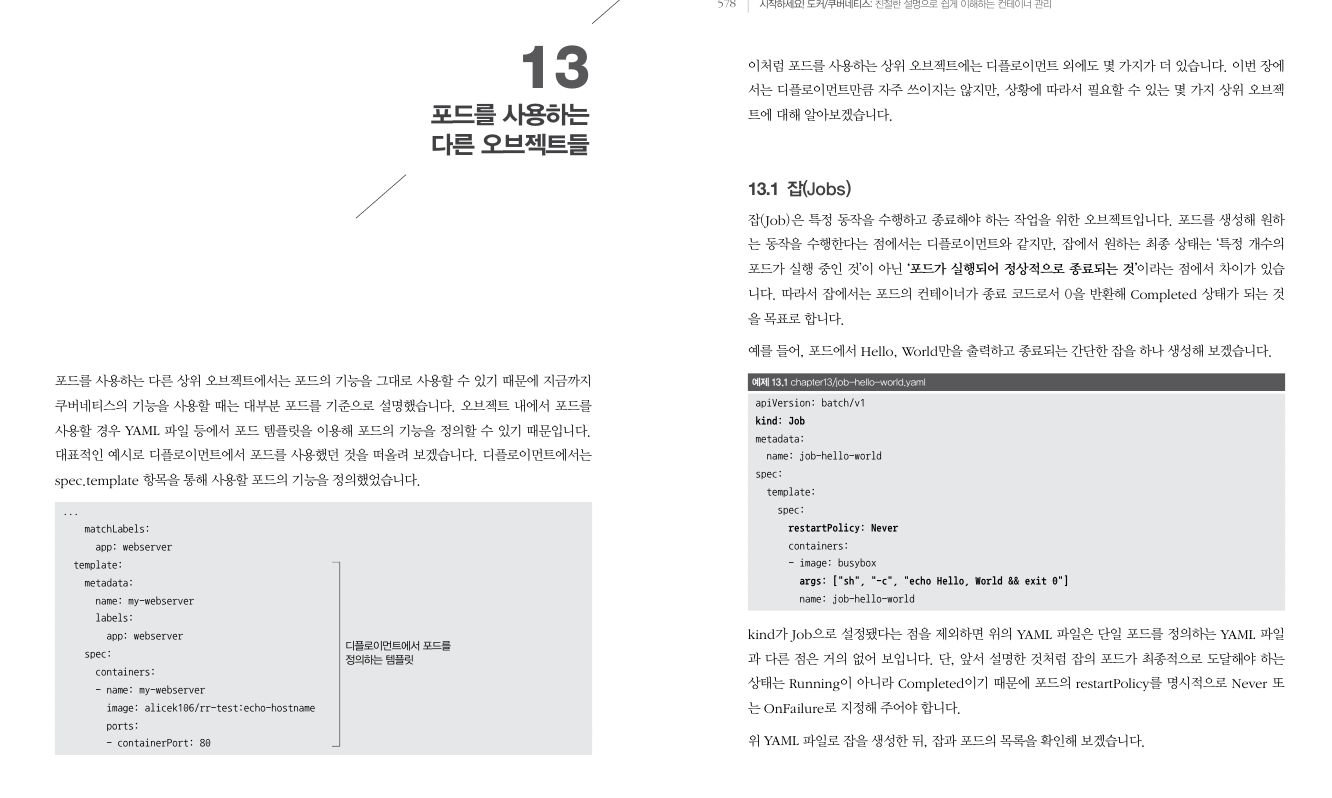 13
포드를 사용하는
다른 오브젝트들
포드를 사용하는 다른 상위 오브젝트에서는 포드의 기능을 그대로 사용할 수 있기 때문에 지금까지
쿠버네티스의 기능을 사용할 때는 대부분 포드를 기준으로 설명했습니다. 오브젝트 내에서 포드를
사용할 경우 YAML 파일 등에서 포드 템플릿을 이용해 포드의 기능을 정의할 수 있기 때문입니다.
대표적인 예시로 디플로이먼트에서 포드를 사용했던 것을 떠올려 보겠습니다. 디플로이먼트에서는
spec.template 항목을 통해 사용할 포드의 기능을 정의했었습니다.
...
    matchLabels:
      app: webserver
  template:
    metadata:
      name: my-webserver
      labels:
        app: webserver
    spec:
      containers:
      - name: my-webserver
        image: alicek106/rr-test:echo-hostname
        ports:
        - containerPort: 80
디플로이먼트에서 포드를
정의하는 템플릿
578 시작하세요! 도커/쿠버네티스: 친절한 설명으로 쉽게 이해하는 컨테이너 관리
이처럼 포드를 사용하는 상위 오브젝트에는 디플로이먼트 외에도 몇 가지가 더 있습니다. 이번 장에
서는 디플로이먼트만큼 자주 쓰이지는 않지만, 상황에 따라서 필요할 수 있는 몇 가지 상위 오브젝
트에 대해 알아보겠습니다.
13.1 잡(Jobs)
잡(Job)은 특정 동작을 수행하고 종료해야 하는 작업을 위한 오브젝트입니다. 포드를 생성해 원하
는 동작을 수행한다는 점에서는 디플로이먼트와 같지만, 잡에서 원하는 최종 상태는 '특정 개수의
포드가 실행 중인 것'이 아닌 '포드가 실행되어 정상적으로 종료되는 것'이라는 점에서 차이가 있습
니다. 따라서 잡에서는 포드의 컨테이너가 종료 코드로서 0을 반환해 Completed 상태가 되는 것
을 목표로 합니다.
예를 들어, 포드에서 Hello, World만을 출력하고 종료되는 간단한 잡을 하나 생성해 보겠습니다.
예제 13.1 chapter13/job-hello-world.yaml
apiVersion: batch/v1
kind: Job
metadata:
  name: job-hello-world
spec:
  template:
    spec:
      restartPolicy: Never
      containers:
      - image: busybox
        args: ["sh", "-c", "echo Hello, World && exit 0"]
        name: job-hello-world
kind가 Job으로 설정됐다는 점을 제외하면 위의 YAML 파일은 단일 포드를 정의하는 YAML 파일
과 다른 점은 거의 없어 보입니다. 단, 앞서 설명한 것처럼 잡의 포드가 최종적으로 도달해야 하는
상태는 Running이 아니라 Completed이기 때문에 포드의 restartPolicy를 명시적으로 Never 또
는 OnFailure로 지정해 주어야 합니다.
위 YAML 파일로 잡을 생성한 뒤, 잡과 포드의 목록을 확인해 보겠습니다.